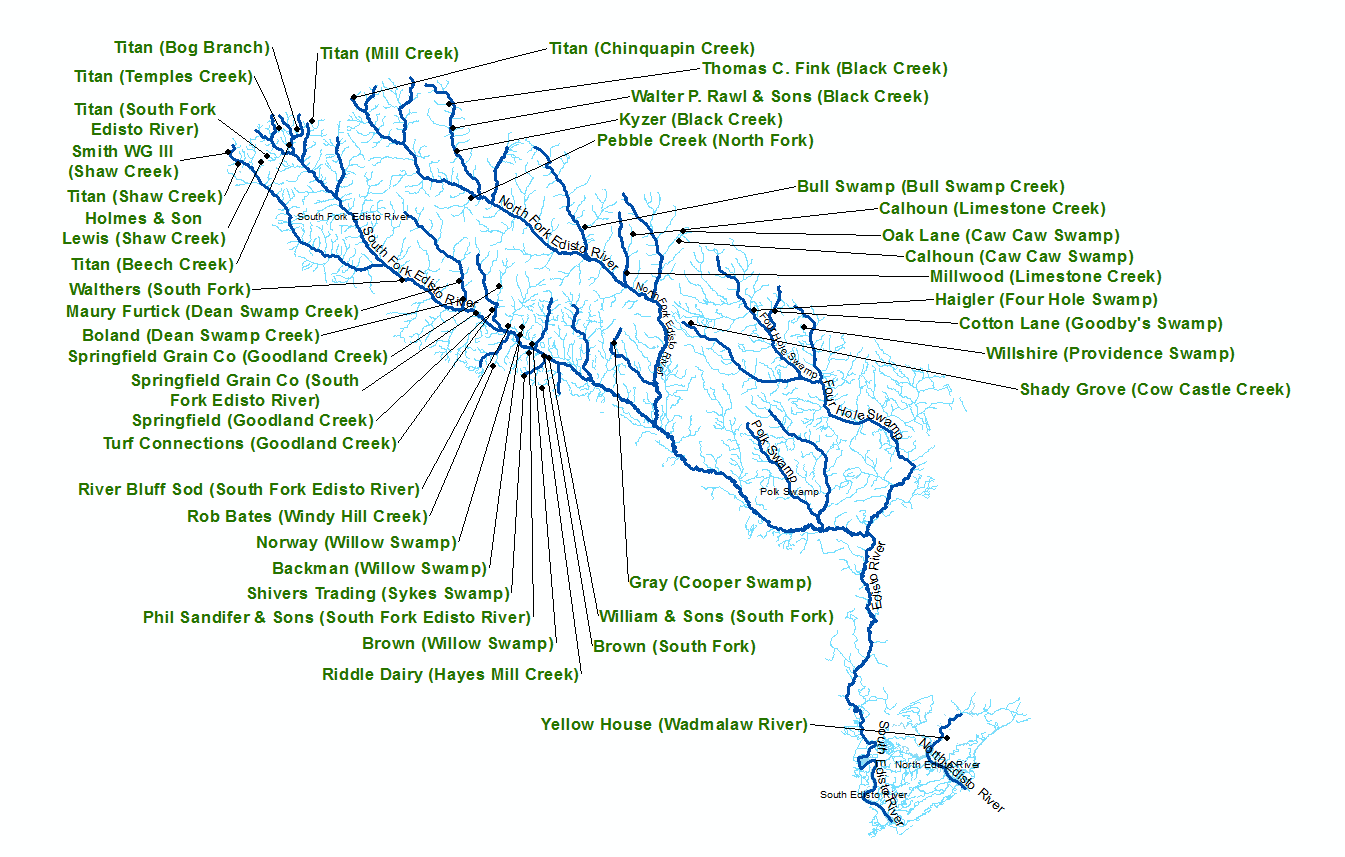 Titan (Bog Branch)
Titan (Mill Creek)
Titan (Chinquapin Creek)
Titan (Temples Creek)
Thomas C. Fink (Black Creek)
Walter P. Rawl & Sons (Black Creek)
Titan (South Fork
Edisto River)
Kyzer (Black Creek)
Pebble Creek (North Fork)
Smith WG III
(Shaw Creek)
Titan (Shaw Creek)
Bull Swamp (Bull Swamp Creek)
Calhoun (Limestone Creek)
Holmes & Son
Lewis (Shaw Creek)
Oak Lane (Caw Caw Swamp)
Calhoun (Caw Caw Swamp)
Titan (Beech Creek)
Millwood (Limestone Creek)
Walthers (South Fork)
Haigler (Four Hole Swamp)
Maury Furtick (Dean Swamp Creek)
Cotton Lane (Goodby's Swamp)
Boland (Dean Swamp Creek)
Willshire (Providence Swamp)
Springfield Grain Co (Goodland Creek)
Springfield Grain Co (South
Fork Edisto River)
Shady Grove (Cow Castle Creek)
Springfield (Goodland Creek)
Turf Connections (Goodland Creek)
River Bluff Sod (South Fork Edisto River)
Rob Bates (Windy Hill Creek)
Norway (Willow Swamp)
Backman (Willow Swamp)
Gray (Cooper Swamp)
Shivers Trading (Sykes Swamp)
Phil Sandifer & Sons (South Fork Edisto River)
William & Sons (South Fork)
Brown (Willow Swamp)
Brown (South Fork)
Riddle Dairy (Hayes Mill Creek)
Yellow House (Wadmalaw River)
South Fork Edisto River
South Fork Edisto River
North Fork Edisto River
North Fork Edisto River
Four Hole Swamp
Four Hole Swamp
Polk Swamp
Polk Swamp
Edisto River
South Edisto River
South Edisto River
North Edisto River
North Edisto River